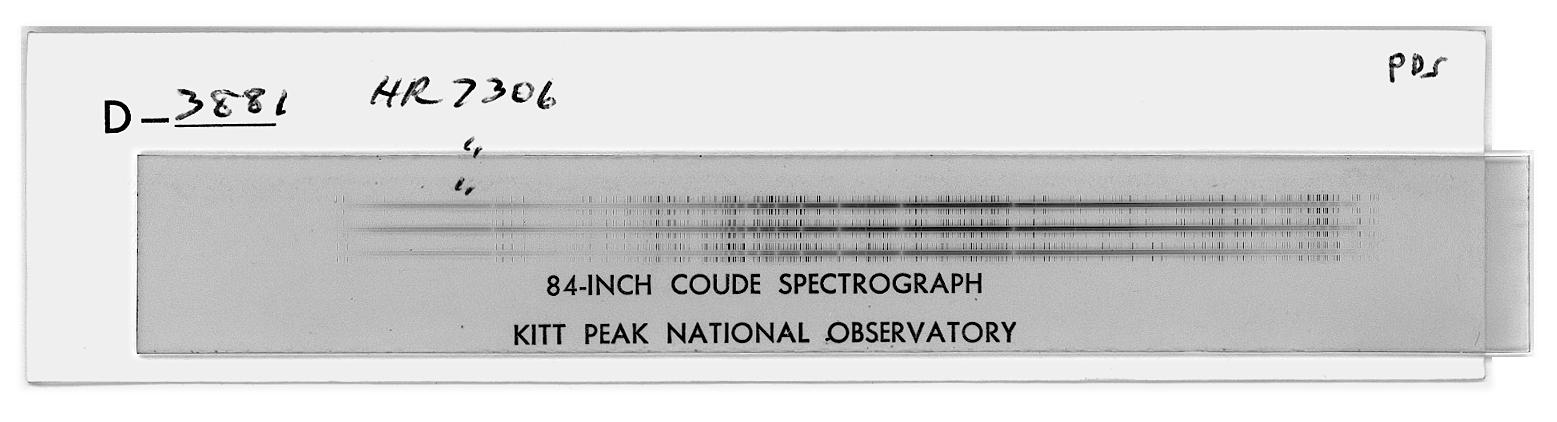 PDS
D-3881 HR 7306
"
"
84-INCH COUDE SPECTROGRAPH
KITT PEAK NATIONAL OBSERVATORY